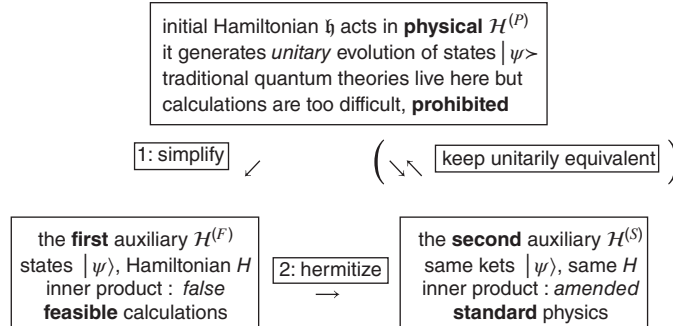 initial Hamiltonian 𝔥 acts in physical ℋ^(P)
it generates unitary evolution of states |ψ≻
traditional quantum theories live here but
calculations are too difficult, prohibited
1: simplify
↙
( ↘↖ keep unitarily equivalent )
the first auxiliary ℋ^(F)
states |ψ⟩, Hamiltonian H
inner product : false
feasible calculations
2: hermitize
→
the second auxiliary ℋ^(S)
same kets |ψ⟩, same H
inner product : amended
standard physics